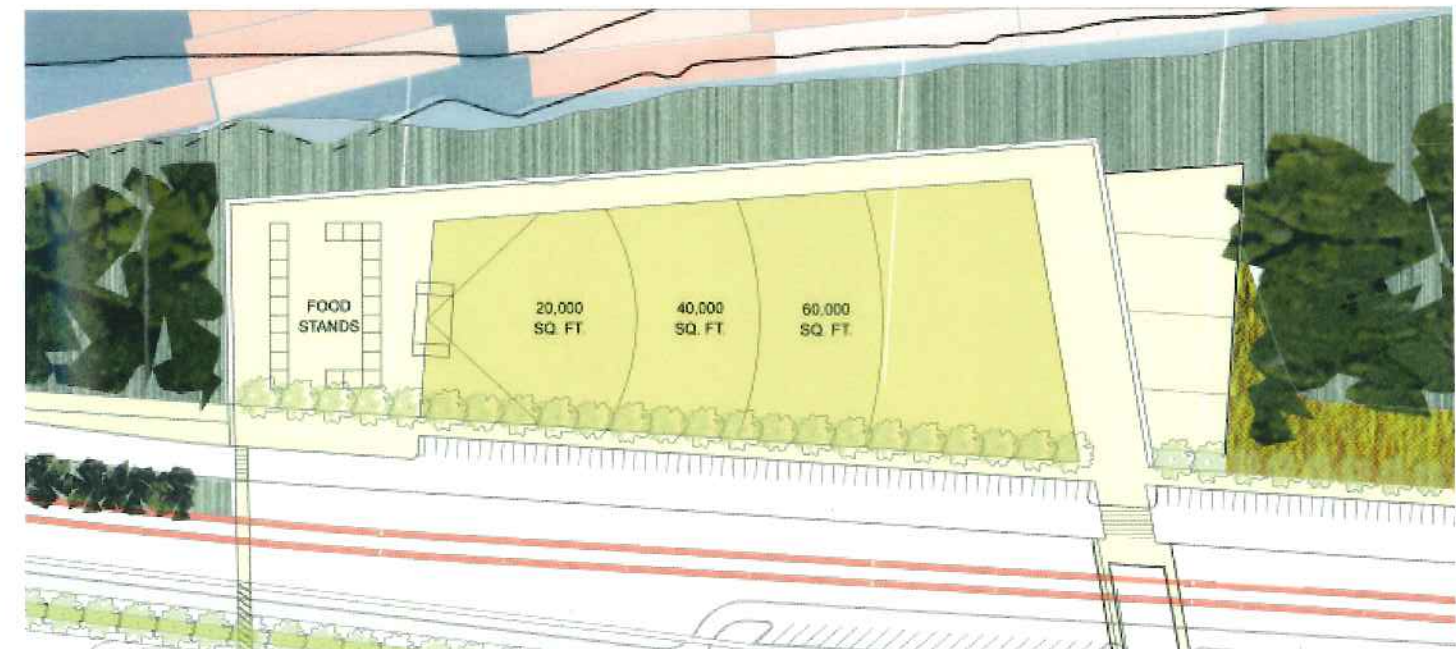 FOOD
STANDS
20,000
SQ. FT.
40,000
SQ. FT.
60,000
SQ. FT.